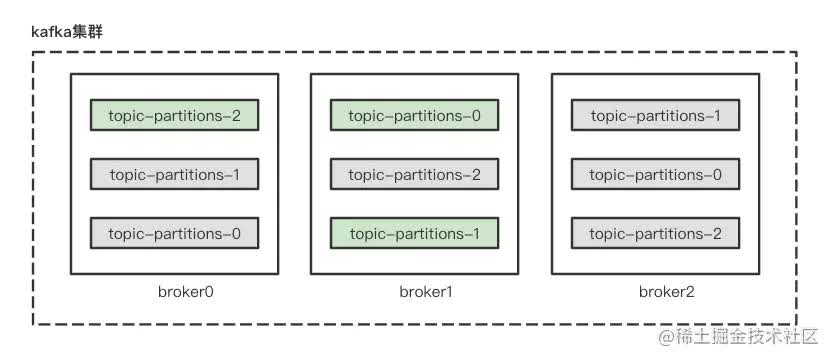 kafka集群
topic-partitions-2
topic-partitions-1
topic-partitions-0
broker0
topic-partitions-0
topic-partitions-2
topic-partitions-1
broker1
topic-partitions-1
topic-partitions-0
topic-partitions-2
broker2
@稀土掘金技术社区